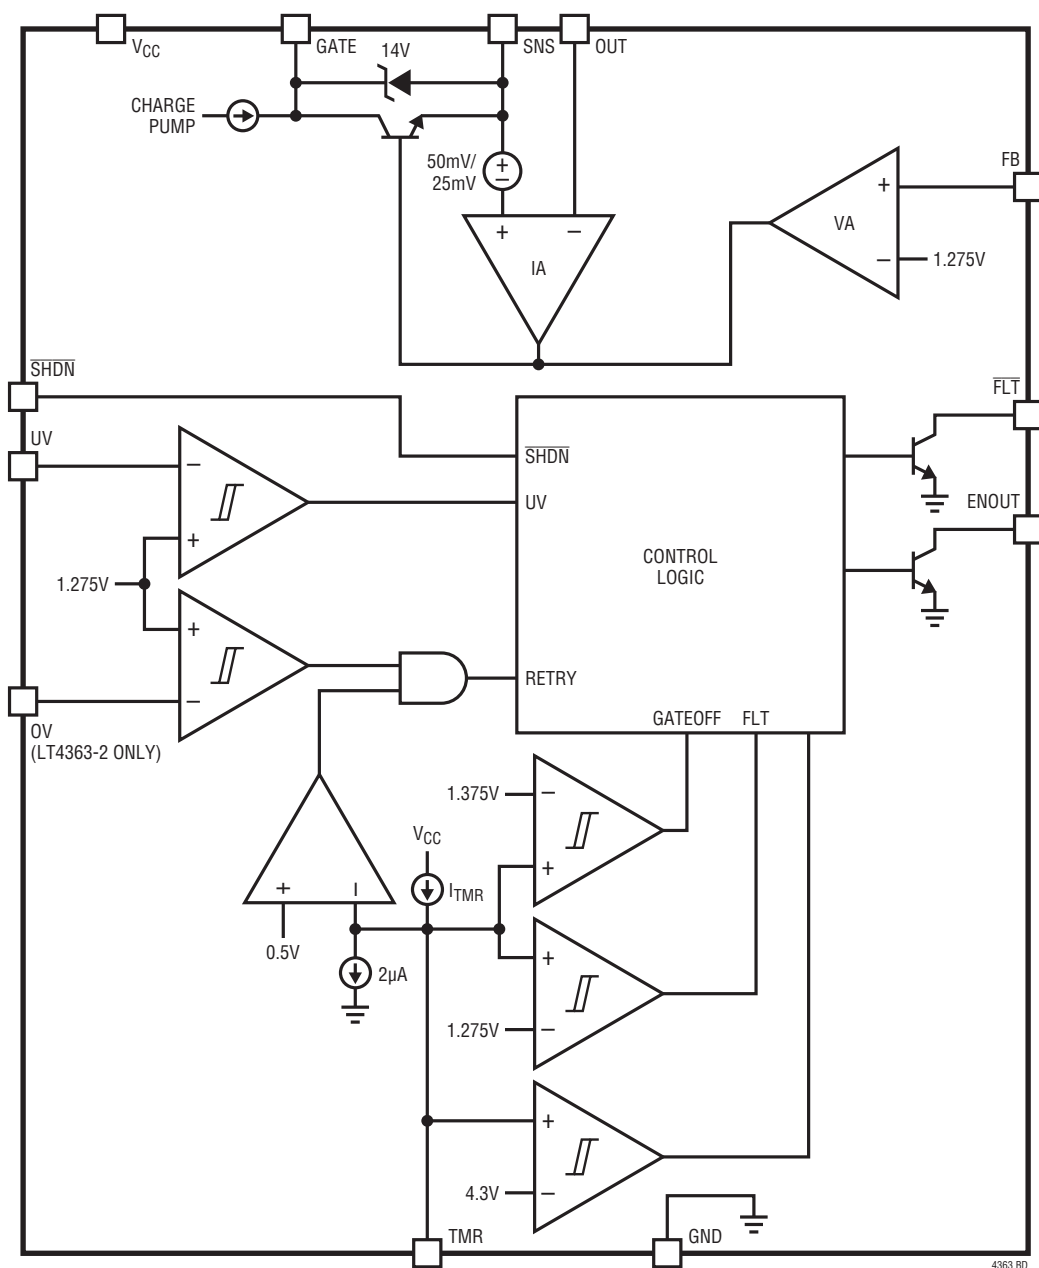 VCC
GATE
14V
SNS
OUT
CHARGE
PUMP
50mV/
25mV
+
−
+
−
IA
VA
+
−
FB
1.275V
SHDN
UV
−
+
1.275V
+
−
OV
(LT4363-2 ONLY)
SHDN
UV
CONTROL
LOGIC
RETRY
GATEOFF
FLT
FLT
ENOUT
1.375V
−
+
VCC
ITMR
+
−
0.5V
2µA
+
1.275V
−
+
4.3V
−
TMR
GND
4363 BD